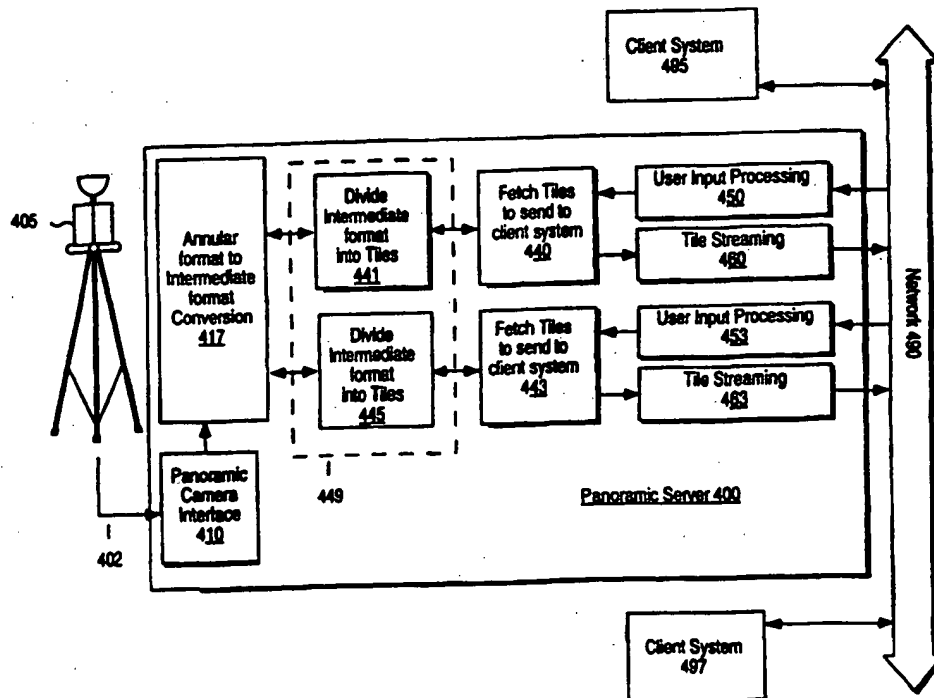 Client System
495
405
Annular
format to
Intermediate
format
Conversion
417
Divide
Intermediate
format
into Tiles
441
Fetch Tiles
to send to
client system
440
User Input Processing
450
Tile Streaming
460
Divide
Intermediate
format
into Tiles
445
Fetch Tiles
to send to
client system
443
User Input Processing
453
Tile Streaming
463
Network 490
Panoramic
Camera
Interface
410
449
Panoramic Server 400
402
Client System
497